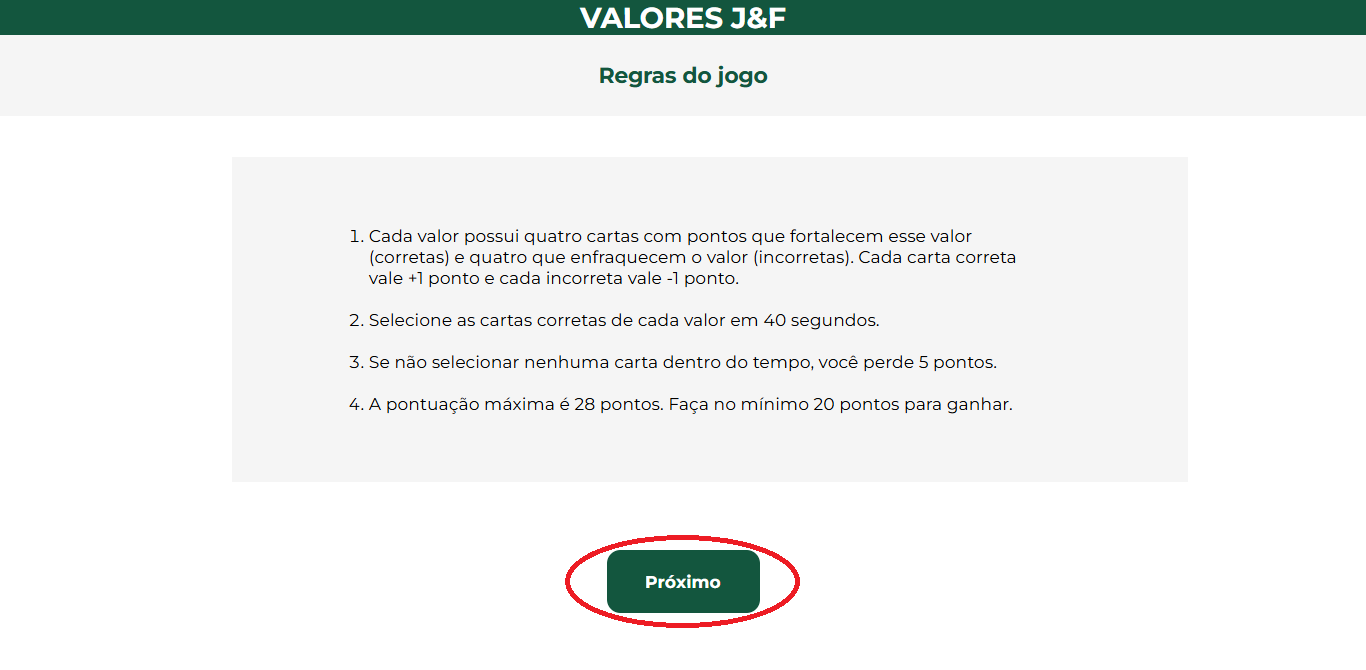 VALORES J&F
Regras do jogo
1. Cada valor possui quatro cartas com pontos que fortalecem esse valor
(corretas) e quatro que enfraquecem o valor (incorretas). Cada carta correta
vale +1 ponto e cada incorreta vale -1 ponto.
2. Selecione as cartas corretas de cada valor em 40 segundos.
3. Se não selecionar nenhuma carta dentro do tempo, você perde 5 pontos.
4. A pontuação máxima é 28 pontos. Faça no mínimo 20 pontos para ganhar.
Próximo